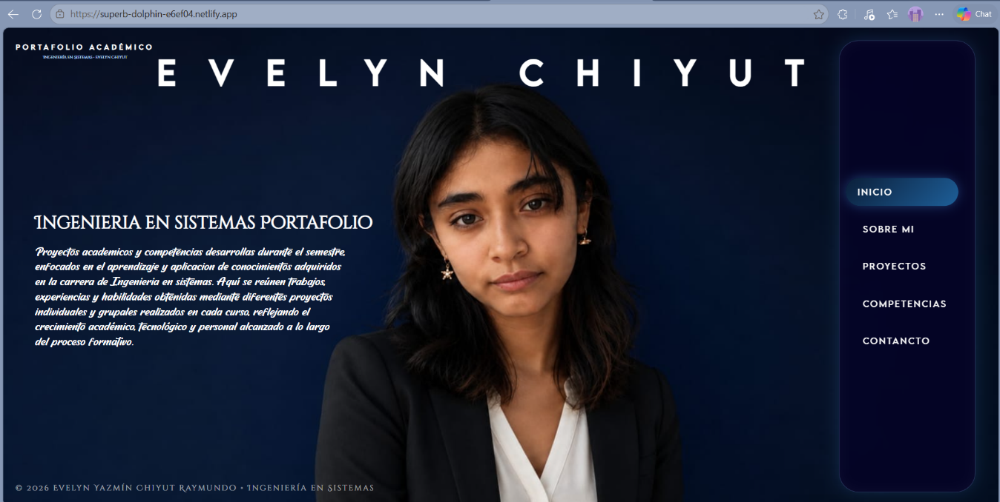 https://superb-dolphin-e6ef04.netlify.app
Chat
PORTAFOLIO ACADÉMICO
INGENIERÍA EN SISTEMAS • EVELYN CHIYUT
EVELYN CHIYUT
INGENIERIA EN SISTEMAS PORTAFOLIO
Proyectos academicos y competencias desarrollas durante el semestre,
enfocados en el aprendizaje y aplicacion de conocimientos adquiridos
en la carrera de Ingenieria en sistemas. Aquí se reúnen trabajos,
experiencias y habilidades obtenidas mediante diferentes proyectos
individuales y grupales realizados en cada curso, reflejando el
crecimiento académico, tecnológico y personal alcanzado a lo largo
del proceso formativo.
INICIO
SOBRE MI
PROYECTOS
COMPETENCIAS
CONTANCTO
© 2026 EVELYN YAZMÍN CHIYUT RAYMUNDO • INGENIERÍA EN SISTEMAS